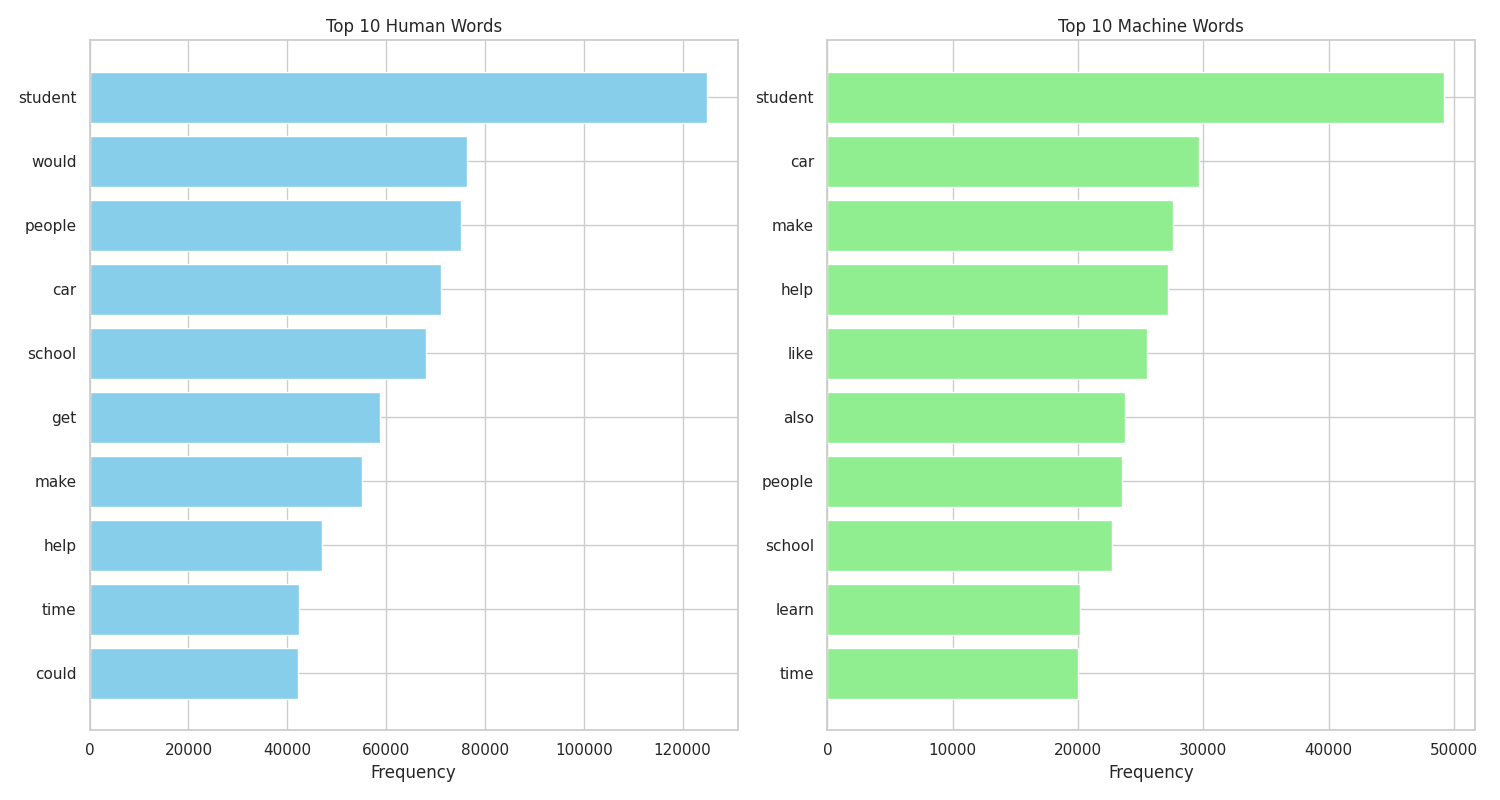 Top 10 Human Words
student
would
people
car
school
get
make
help
time
could
0 20000 40000 60000 80000 100000 120000
Frequency
Top 10 Machine Words
student
car
make
help
like
also
people
school
learn
time
0 10000 20000 30000 40000 50000
Frequency